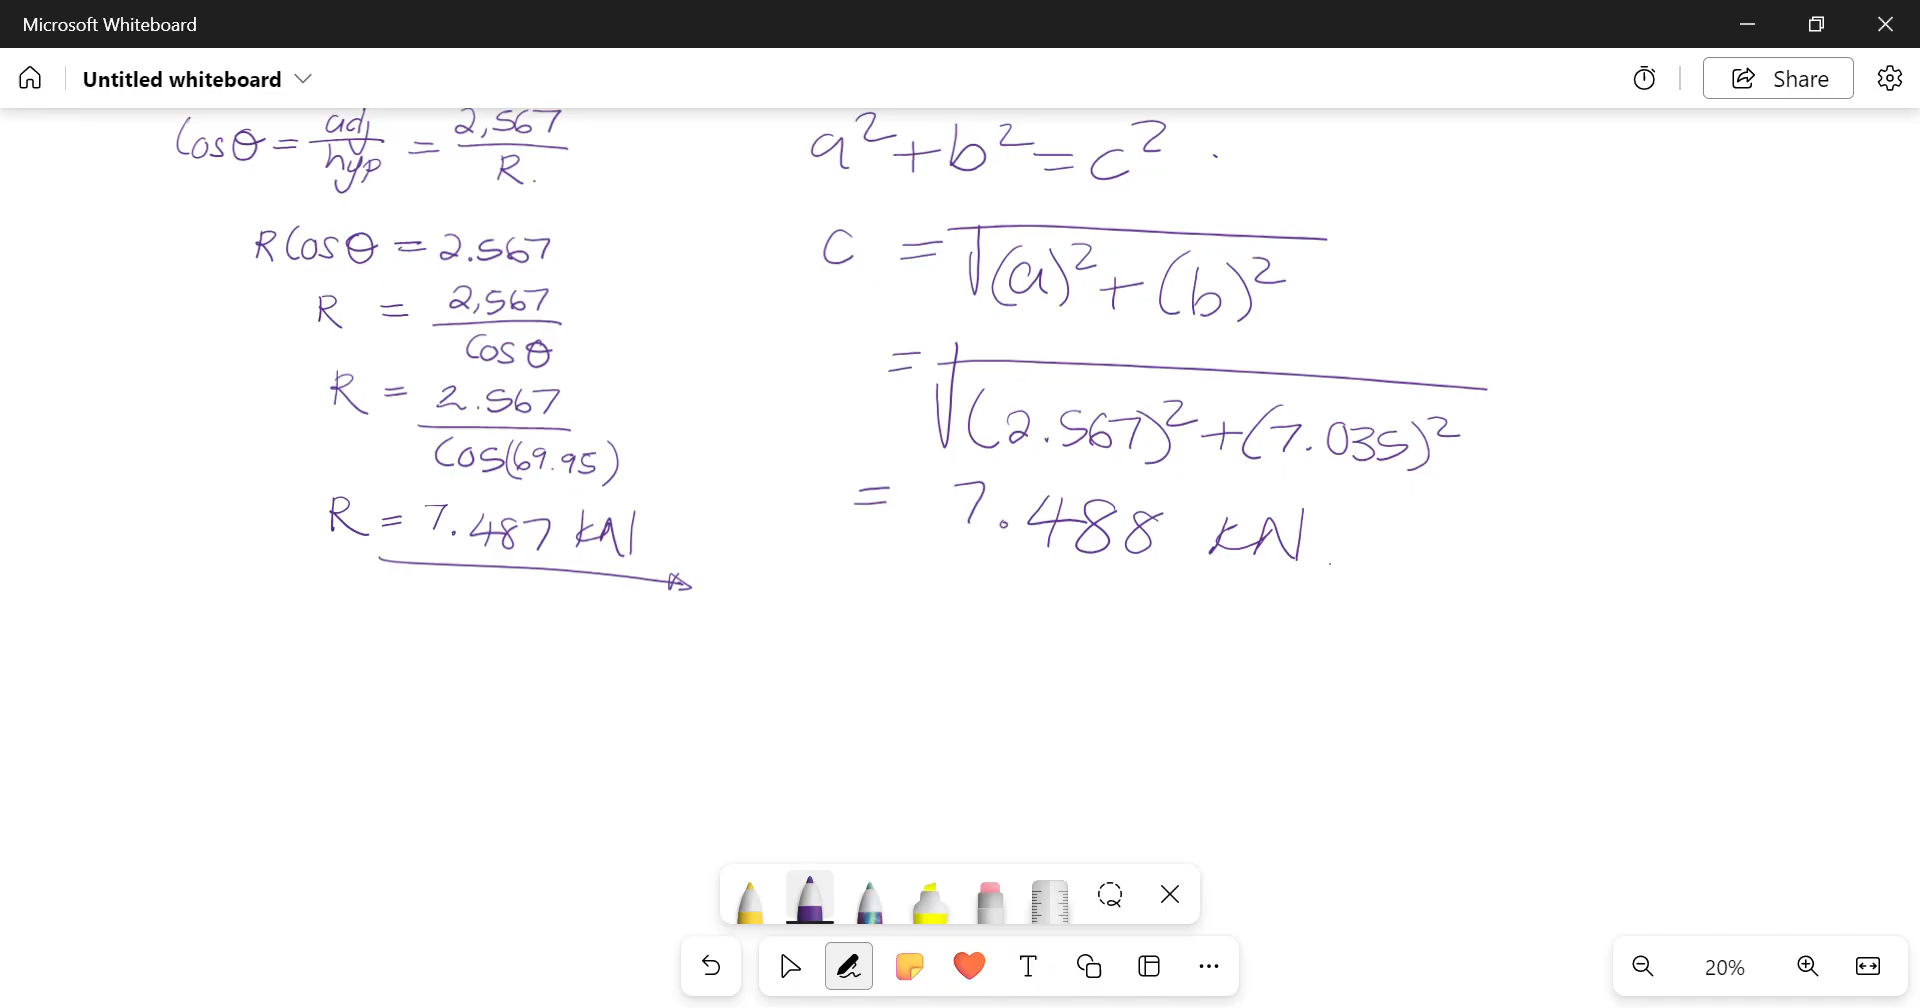 Microsoft Whiteboard
Untitled whiteboard
Share
Cosθ = adj/hyp = 2,567/R.
R Cosθ = 2.567
R = 2,567/Cosθ
R = 2.567/Cos(69.95)
R = 7.487 kN
a² + b² = c²
c = √(a)² + (b)²
= √(2.567)² + (7.035)²
= 7.488 kN
20%